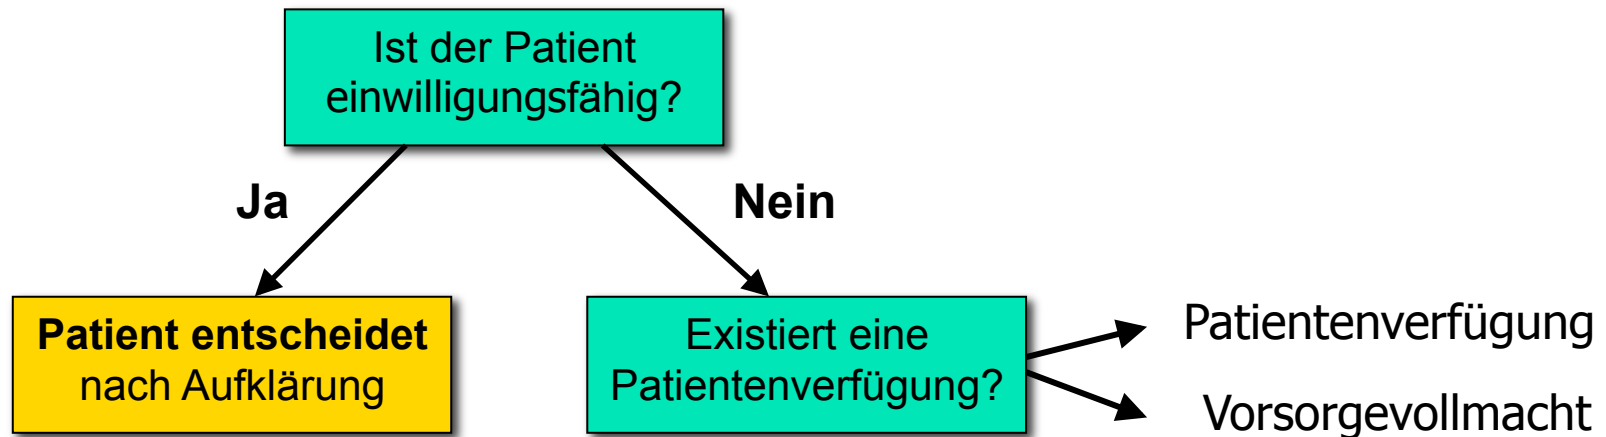 Ist der Patient
einwilligungsfähig?
Ja
Nein
Patient entscheidet
nach Aufklärung
Existiert eine
Patientenverfügung?
Patientenverfügung
Vorsorgevollmacht